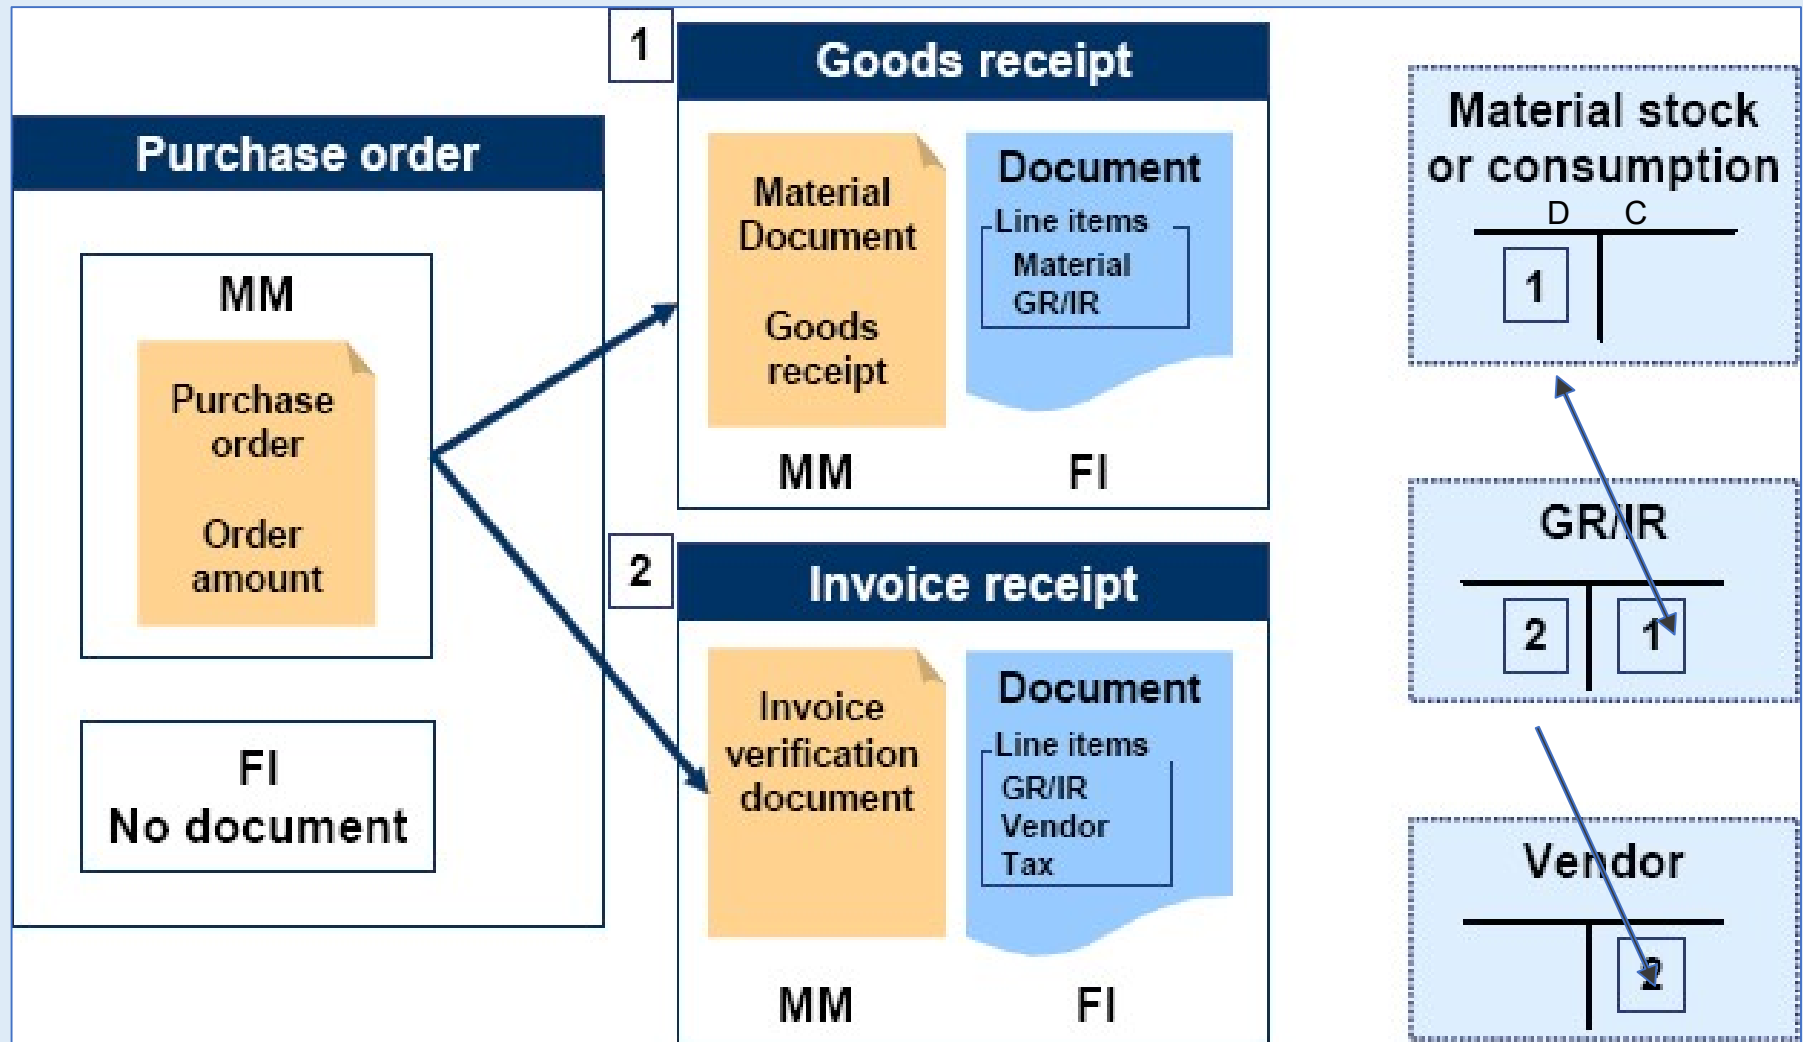 Purchase order
MM
Purchase
order
Order
amount
FI
No document
1
Goods receipt
Material
Document
Goods
receipt
MM
Document
Line items
Material
GR/IR
FI
2
Invoice receipt
Invoice
verification
document
MM
Document
Line items
GR/IR
Vendor
Tax
FI
Material stock
or consumption
D C
1
GR/IR
2 1
Vendor
2